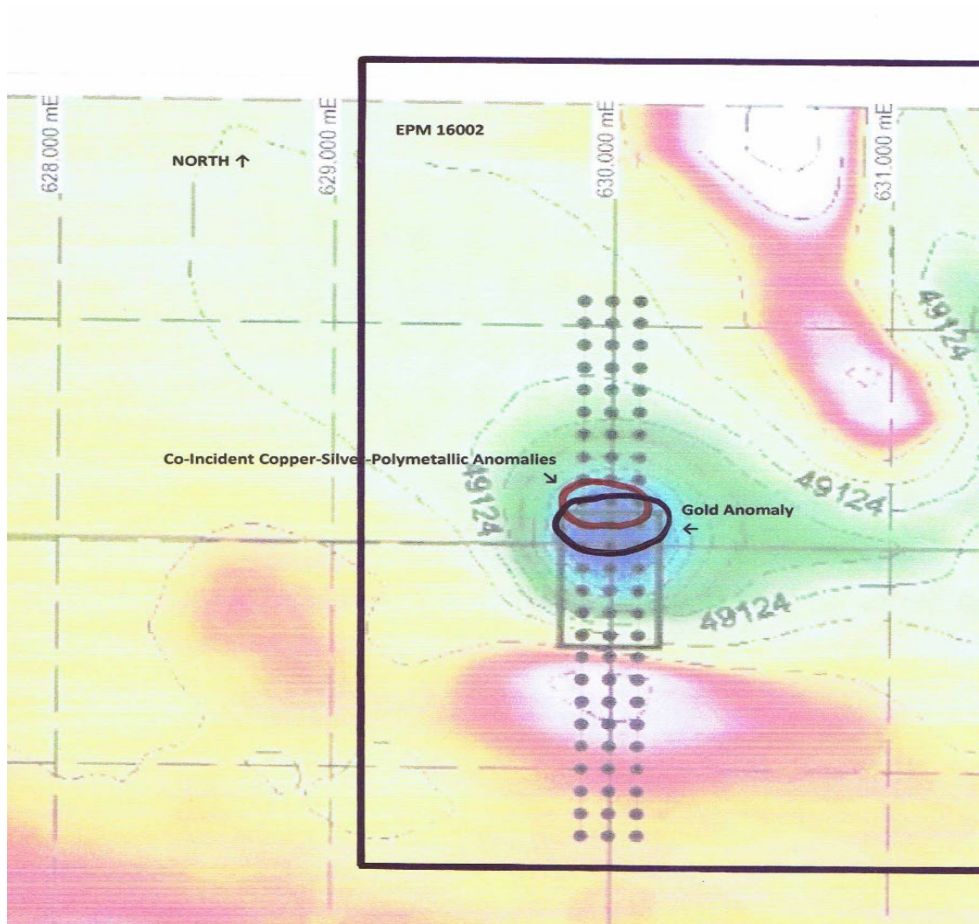 628,000 mE
629,000 mE
630,000 mE
631,000 mE
EPM 16002
NORTH ↑
49124
Co-Incident Copper-Silver-Polymetallic Anomalies
↘
49124
49124
Gold Anomaly
←
49124